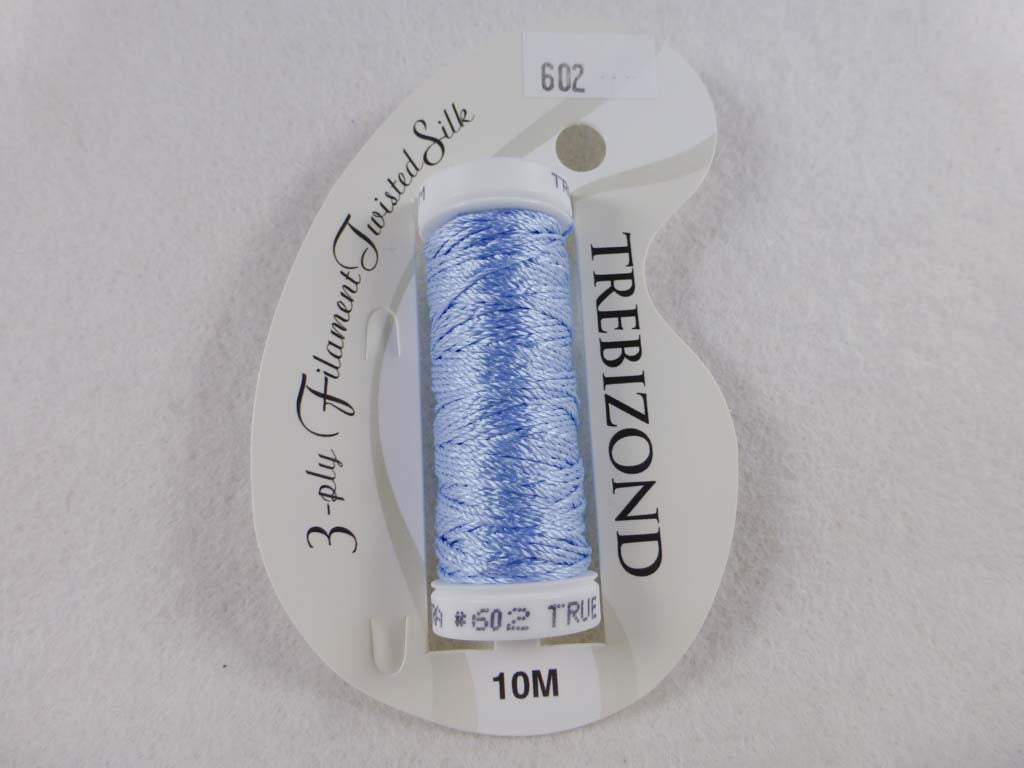 602
3-ply Filament Twisted Silk
TREBIZOND
#602 TRUE
10M